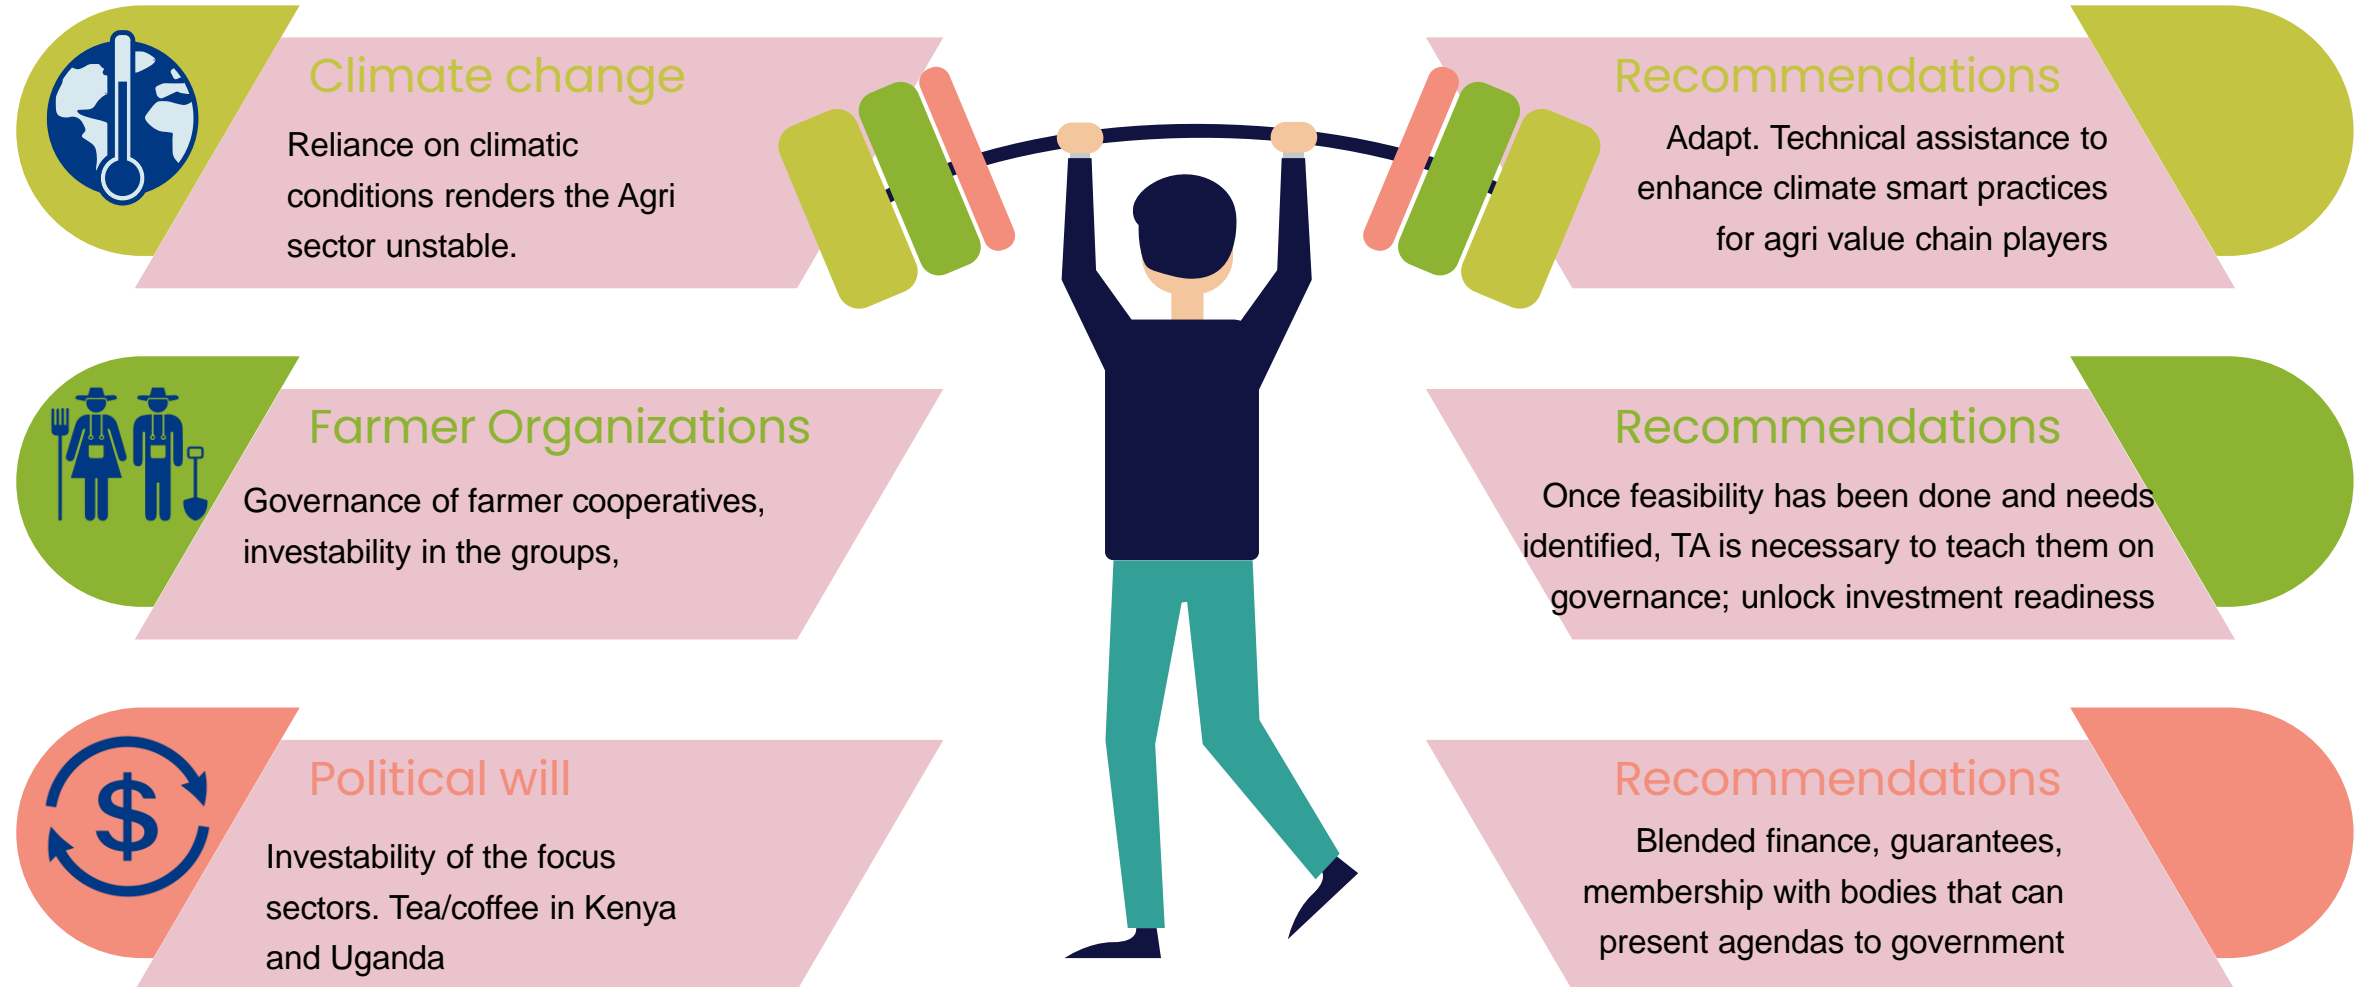 Climate change
Reliance on climatic
conditions renders the Agri
sector unstable.
Recommendations
Adapt. Technical assistance to
enhance climate smart practices
for agri value chain players
Farmer Organizations
Governance of farmer cooperatives,
investability in the groups,
Recommendations
Once feasibility has been done and needs
identified, TA is necessary to teach them on
governance; unlock investment readiness
Political will
Investability of the focus
sectors. Tea/coffee in Kenya
and Uganda
Recommendations
Blended finance, guarantees,
membership with bodies that can
present agendas to government